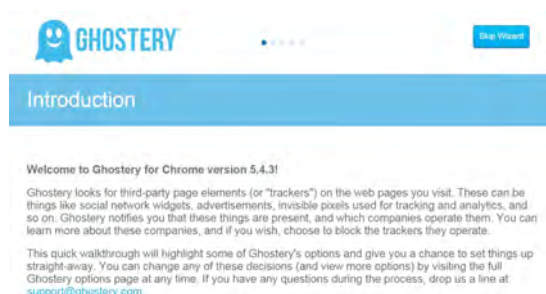 GHOSTERY
Skip Wizard
Introduction
Welcome to Ghostery for Chrome version 5.4.3!
Ghostery looks for third-party page elements (or "trackers") on the web pages you visit. These can be
things like social network widgets, advertisements, invisible pixels used for tracking and analytics, and
so on. Ghostery notifies you that these things are present, and which companies operate them. You can
learn more about these companies, and if you wish, choose to block the trackers they operate.
This quick walkthrough will highlight some of Ghostery's options and give you a chance to set things up
straight-away. You can change any of these decisions (and view more options) by visiting the full
Ghostery options page at any time. If you have any questions during the process, drop us a line at
support@ghostery.com